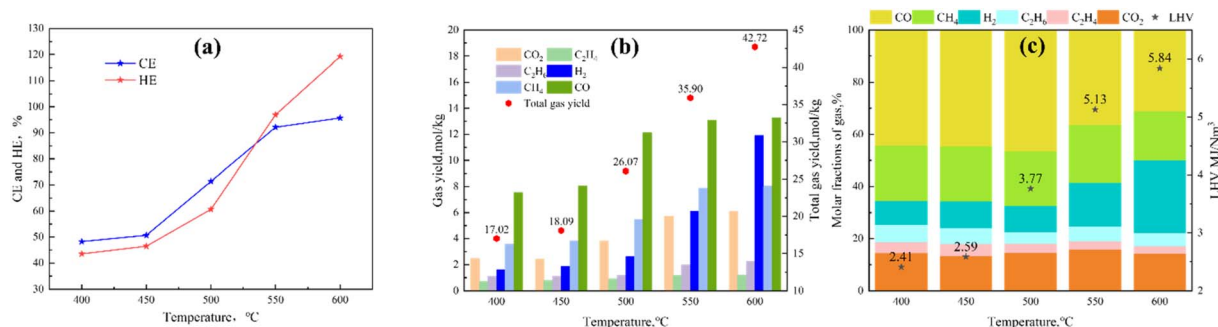 (a)
CE and HE, %
130
120
110
100
90
80
70
60
50
40
30
CE
HE
400 450 500 550 600
Temperature, °C
(b)
Gas yield,mol/kg
20
18
16
14
12
10
8
6
4
2
0
CO₂ C₂H₄
C₂H₆ H₂
CH₄ CO
Total gas yield
17.02
18.09
26.07
35.90
42.72
45
40
35
30
25
20
15
10
Total gas yield,mol/kg
400 450 500 550 600
Temperature,°C
CO CH₄ H₂ C₂H₆ C₂H₄ CO₂ LHV
(c)
Molar fractions of gas,%
100
80
60
40
20
0
2.41
2.59
3.77
5.13
5.84
6
5
4
3
2
LHV MJ/Nm³
400 450 500 550 600
Temperature,°C